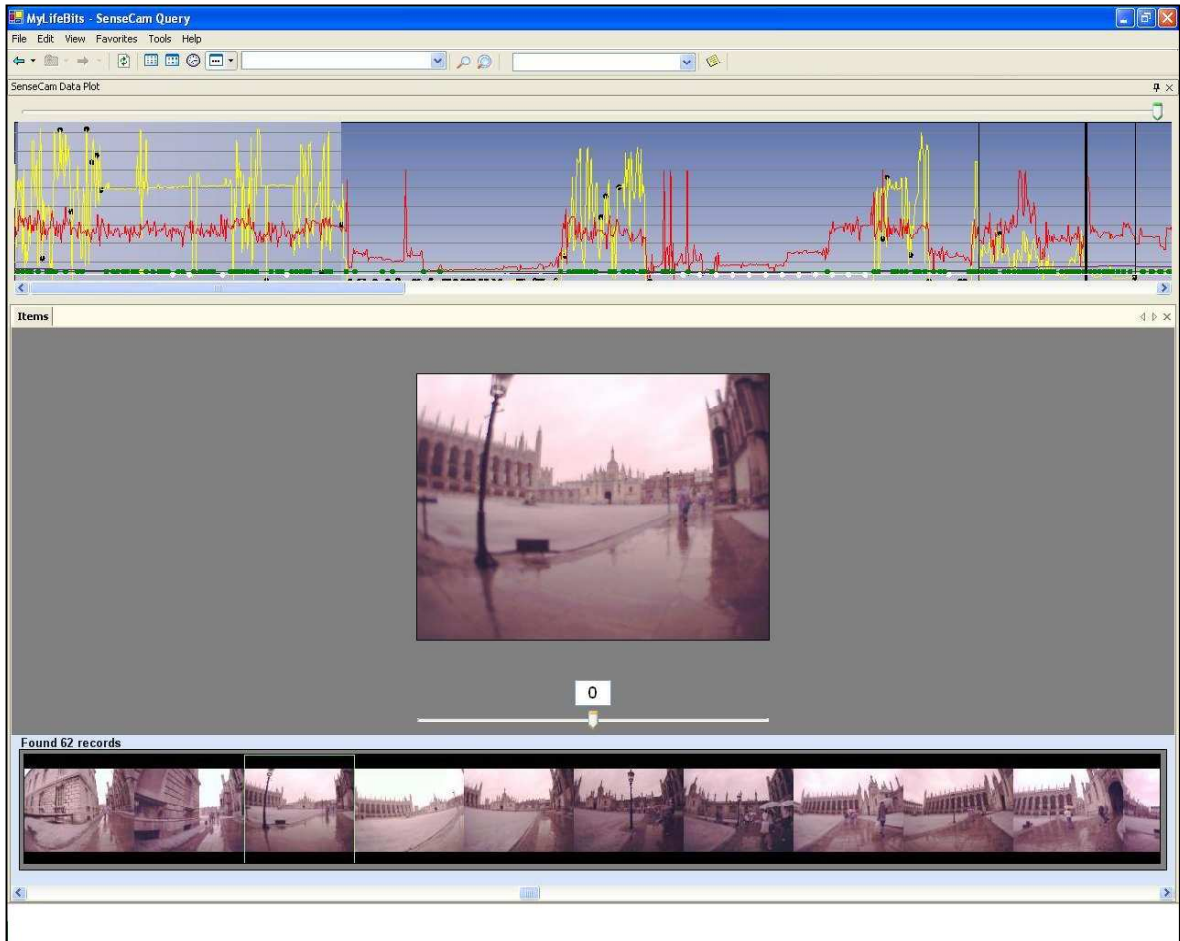 MyLifeBits - SenseCam Query
File Edit View Favorites Tools Help
SenseCam Data Plot
Items
0
Found 62 records